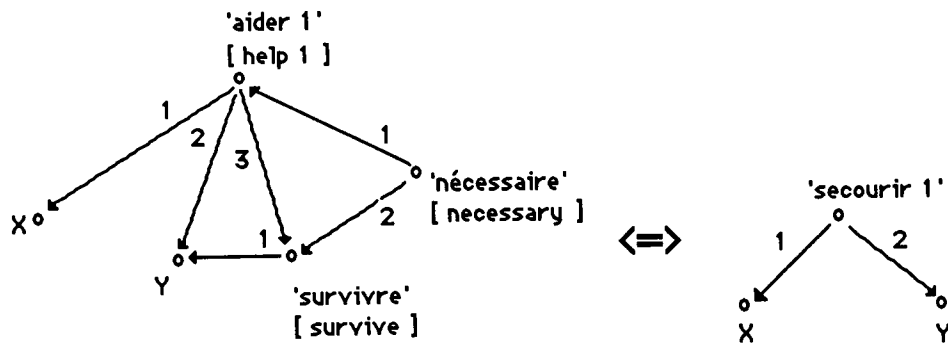 'aider 1'
[ help 1 ]
1
2
3
1
'nécessaire'
[ necessary ]
2
X
1
Y
'survivre'
[ survive ]
<=>
'secourir 1'
1
2
X
Y